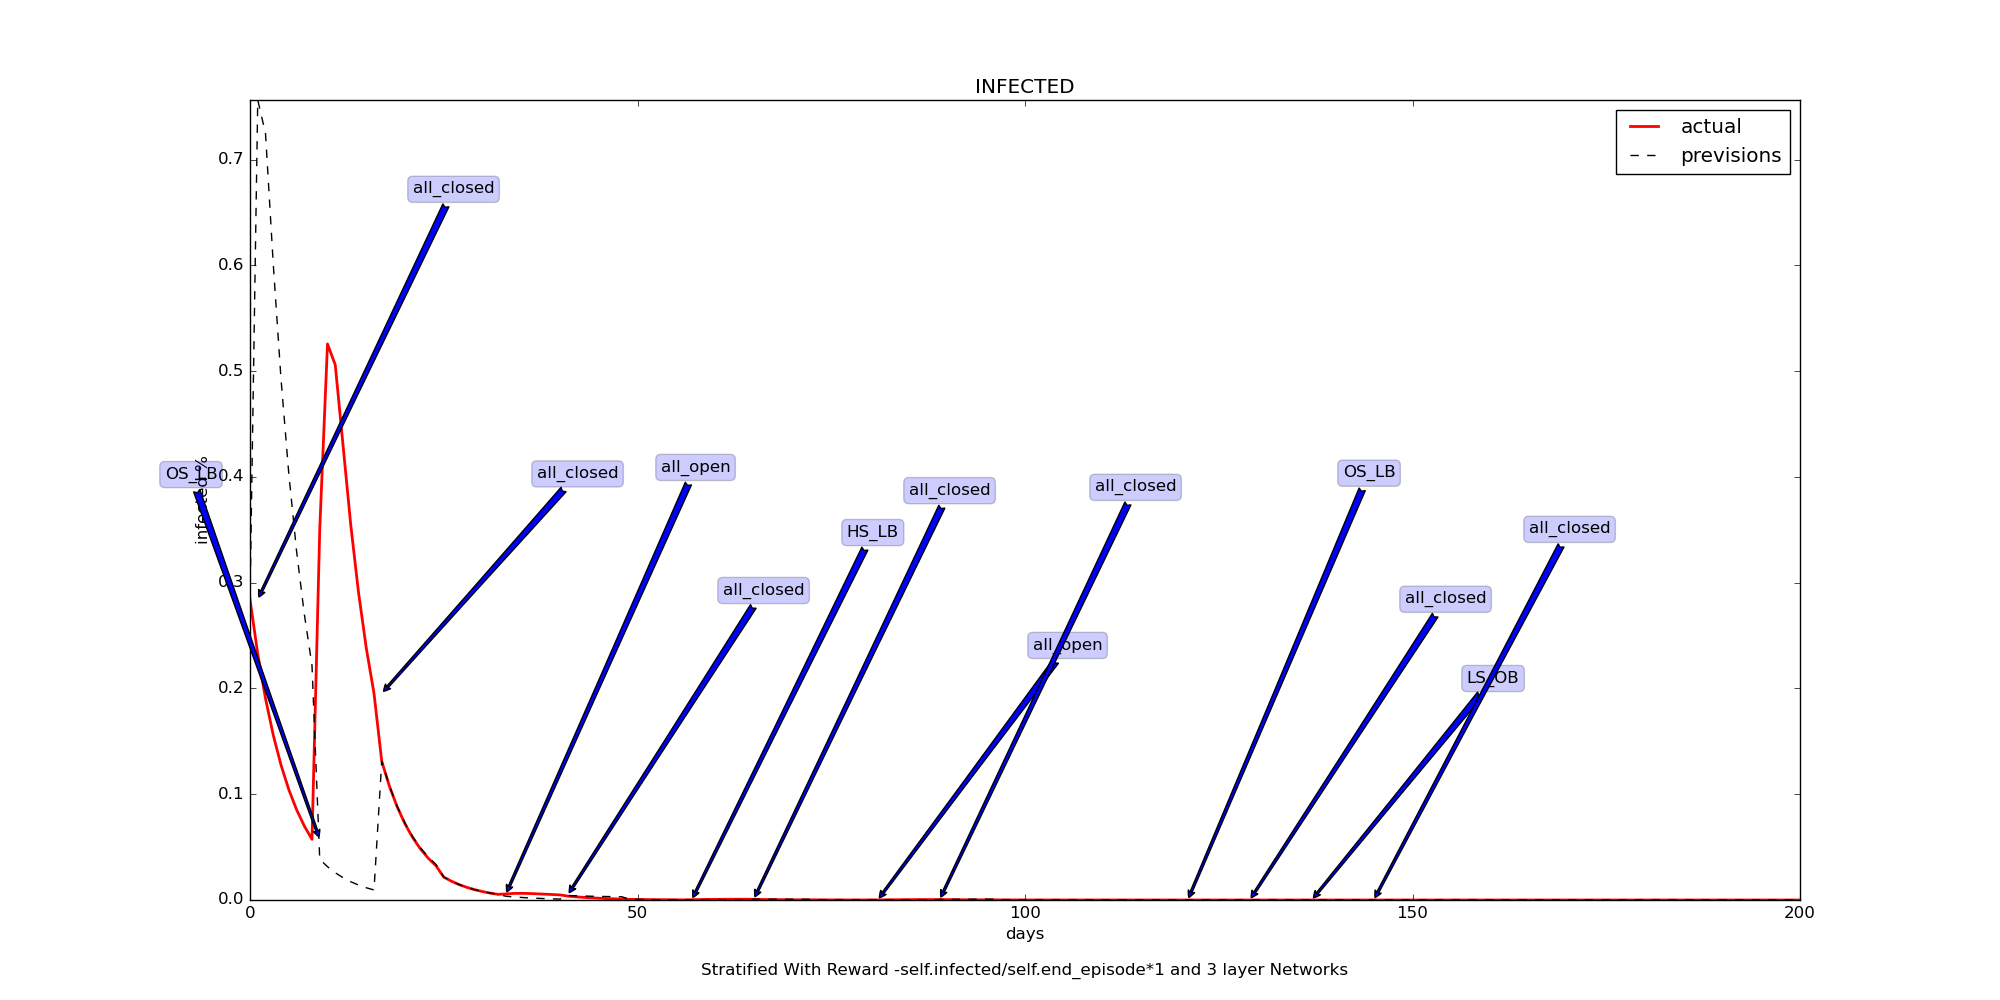 INFECTED
actual
previsions
0.7
0.6
0.5
0.4
0.3
0.2
0.1
0.0
infected %
all_closed
OS_LB
all_closed
all_open
all_closed
HS_LB
all_closed
all_open
all_closed
OS_LB
all_closed
LS_OB
all_closed
0
50
100
150
200
days
Stratified With Reward -self.infected/self.end_episode*1 and 3 layer Networks